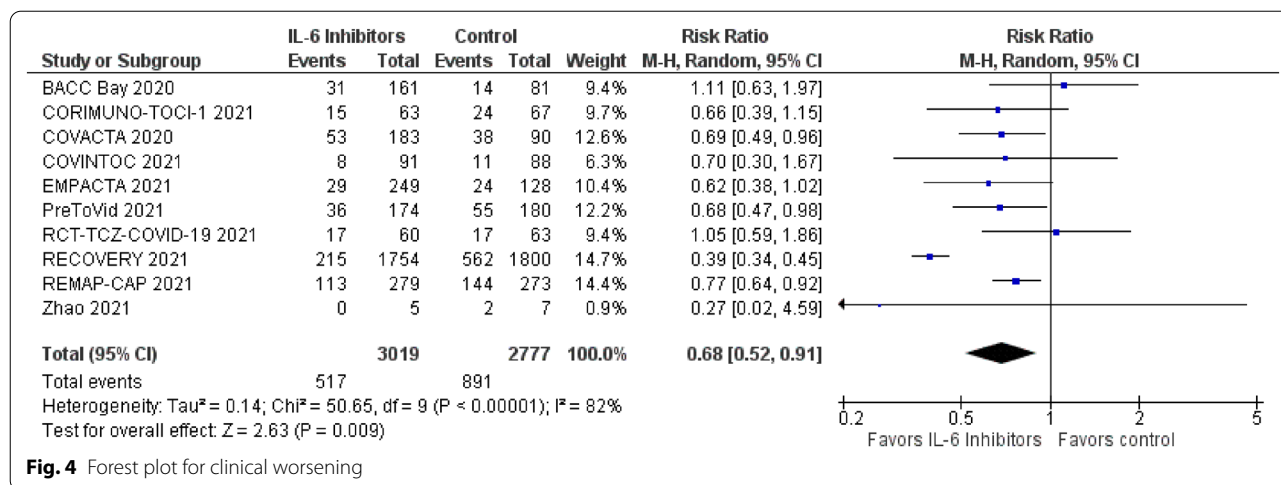 IL-6 Inhibitors Control Risk Ratio Risk Ratio
Study or Subgroup Events Total Events Total Weight M-H, Random, 95% CI M-H, Random, 95% CI
BACC Bay 2020 31 161 14 81 9.4% 1.11 [0.63, 1.97]
CORIMUNO-TOCI-1 2021 15 63 24 67 9.7% 0.66 [0.39, 1.15]
COVACTA 2020 53 183 38 90 12.6% 0.69 [0.49, 0.96]
COVINTOC 2021 8 91 11 88 6.3% 0.70 [0.30, 1.67]
EMPACTA 2021 29 249 24 128 10.4% 0.62 [0.38, 1.02]
PreToVid 2021 36 174 55 180 12.2% 0.68 [0.47, 0.98]
RCT-TCZ-COVID-19 2021 17 60 17 63 9.4% 1.05 [0.59, 1.86]
RECOVERY 2021 215 1754 562 1800 14.7% 0.39 [0.34, 0.45]
REMAP-CAP 2021 113 279 144 273 14.4% 0.77 [0.64, 0.92]
Zhao 2021 0 5 2 7 0.9% 0.27 [0.02, 4.59]
Total (95% CI) 3019 2777 100.0% 0.68 [0.52, 0.91]
Total events 517 891
Heterogeneity: Tau² = 0.14; Chi² = 50.65, df = 9 (P < 0.00001); I² = 82%
Test for overall effect: Z = 2.63 (P = 0.009)
0.2 0.5 1 2 5
Favors IL-6 Inhibitors Favors control
Fig. 4 Forest plot for clinical worsening